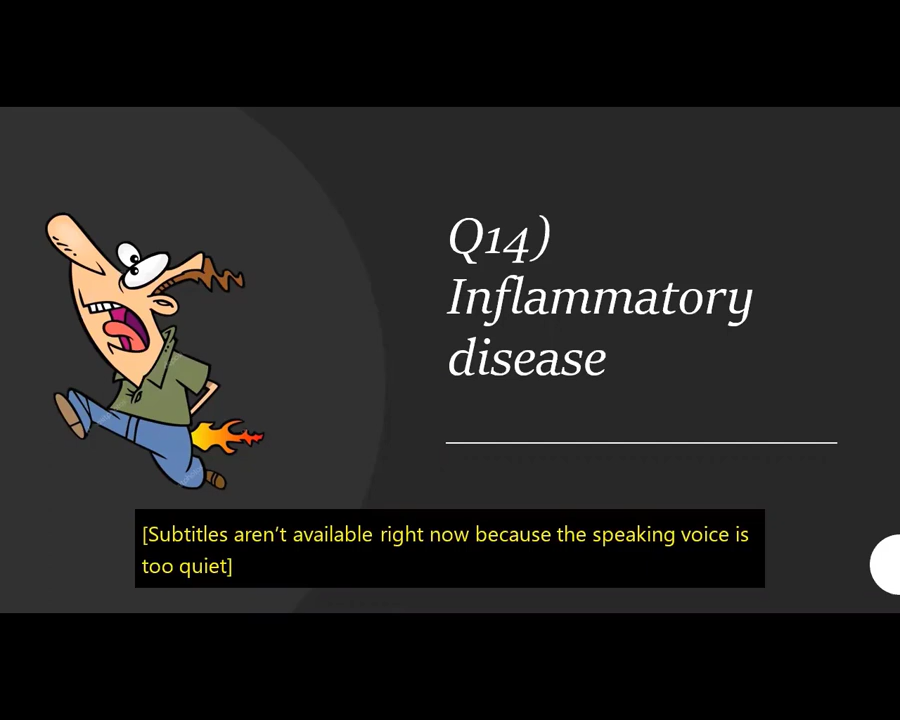 Q14)
Inflammatory
disease
[Subtitles aren’t available right now because the speaking voice is
too quiet]